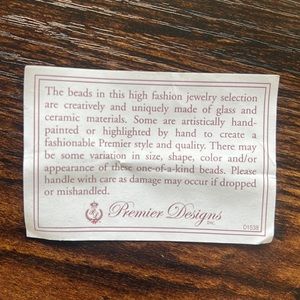 The beads in this high fashion jewelry selection
are creatively and uniquely made of glass and
ceramic materials. Some are artistically hand-
painted or highlighted by hand to create a
fashionable Premier style and quality. There may
be some variation in size, shape, color and/or
appearance of these one-of-a-kind beads. Please
handle with care as damage may occur if dropped
or mishandled.
Premier Designs
INC.
D1538